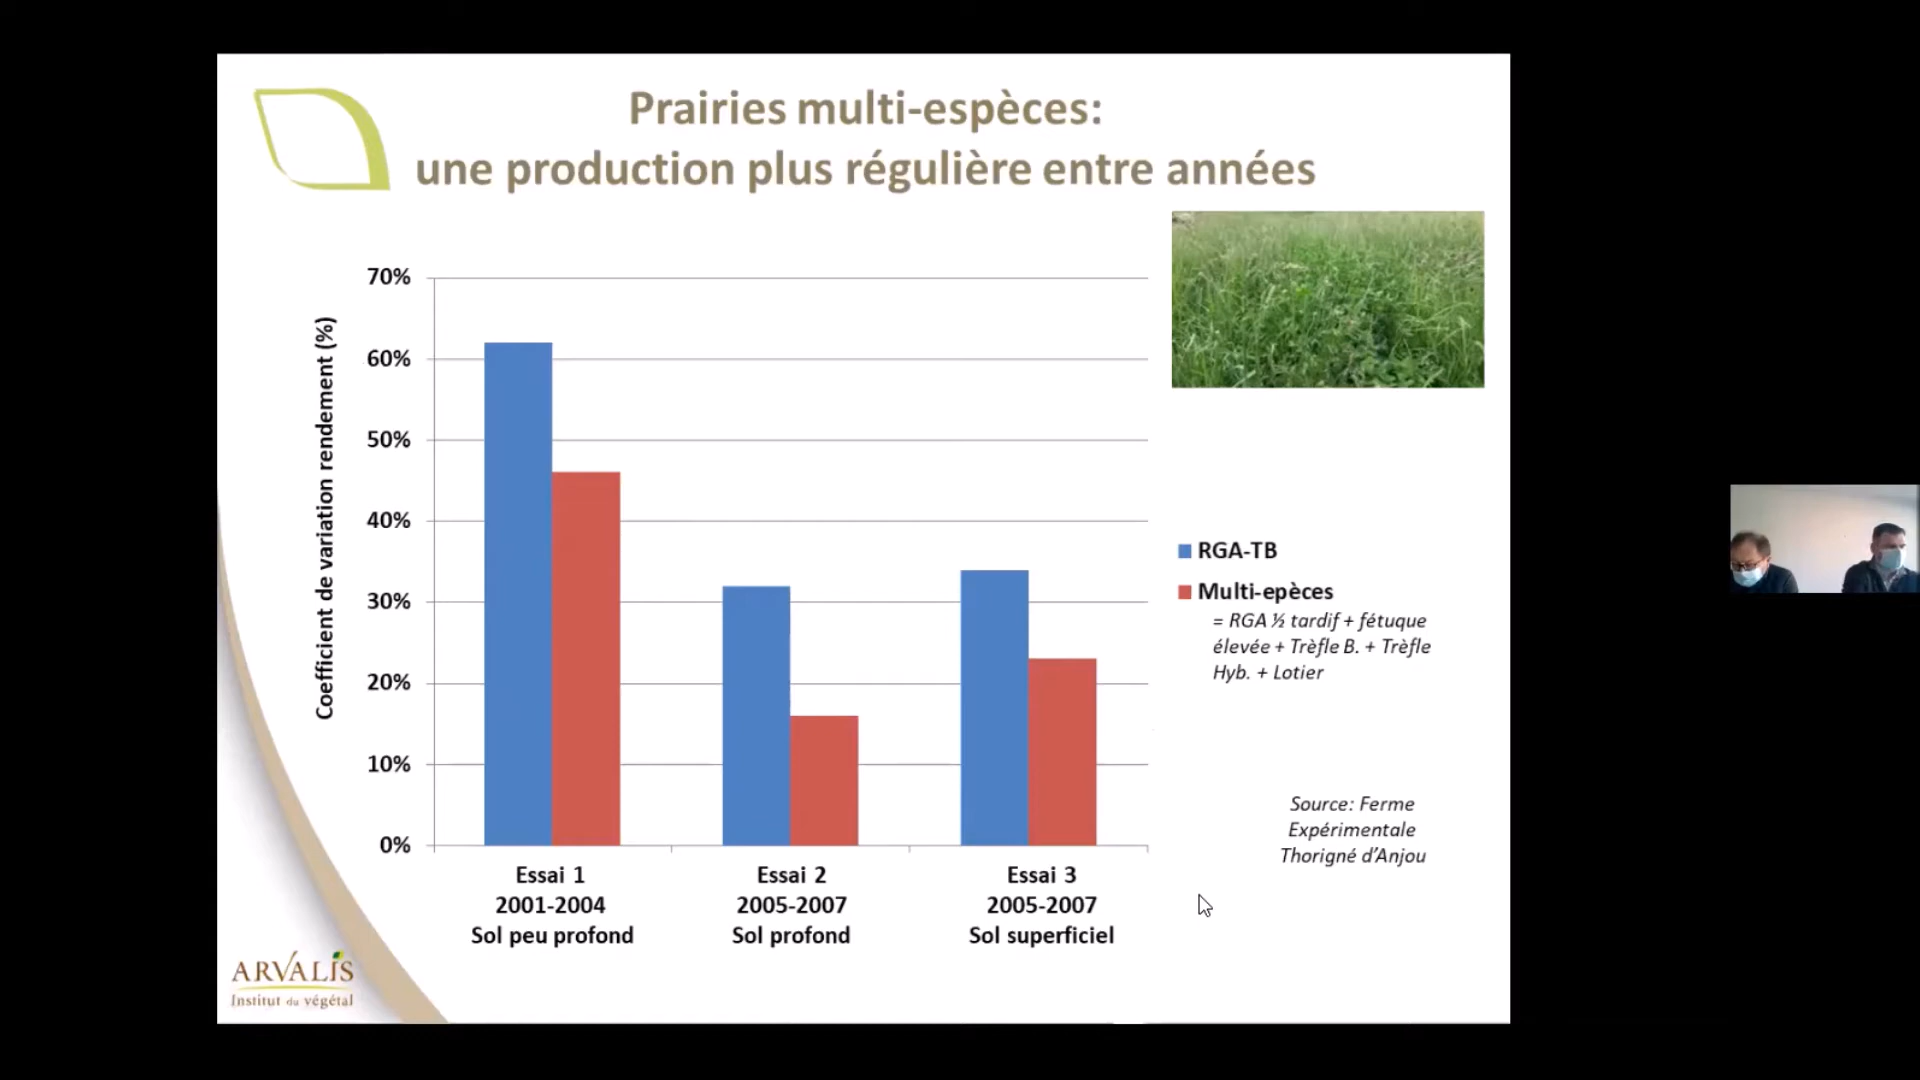 Prairies multi-espèces:
une production plus régulière entre années
Coefficient de variation rendement (%)
70%
60%
50%
40%
30%
20%
10%
0%
Essai 1
2001-2004
Sol peu profond
Essai 2
2005-2007
Sol profond
Essai 3
2005-2007
Sol superficiel
RGA-TB
Multi-epèces
= RGA ½ tardif + fétuque
élevée + Trèfle B. + Trèfle
Hyb. + Lotier
Source: Ferme
Expérimentale
Thorigné d'Anjou
ARVALIS
Institut du végétal